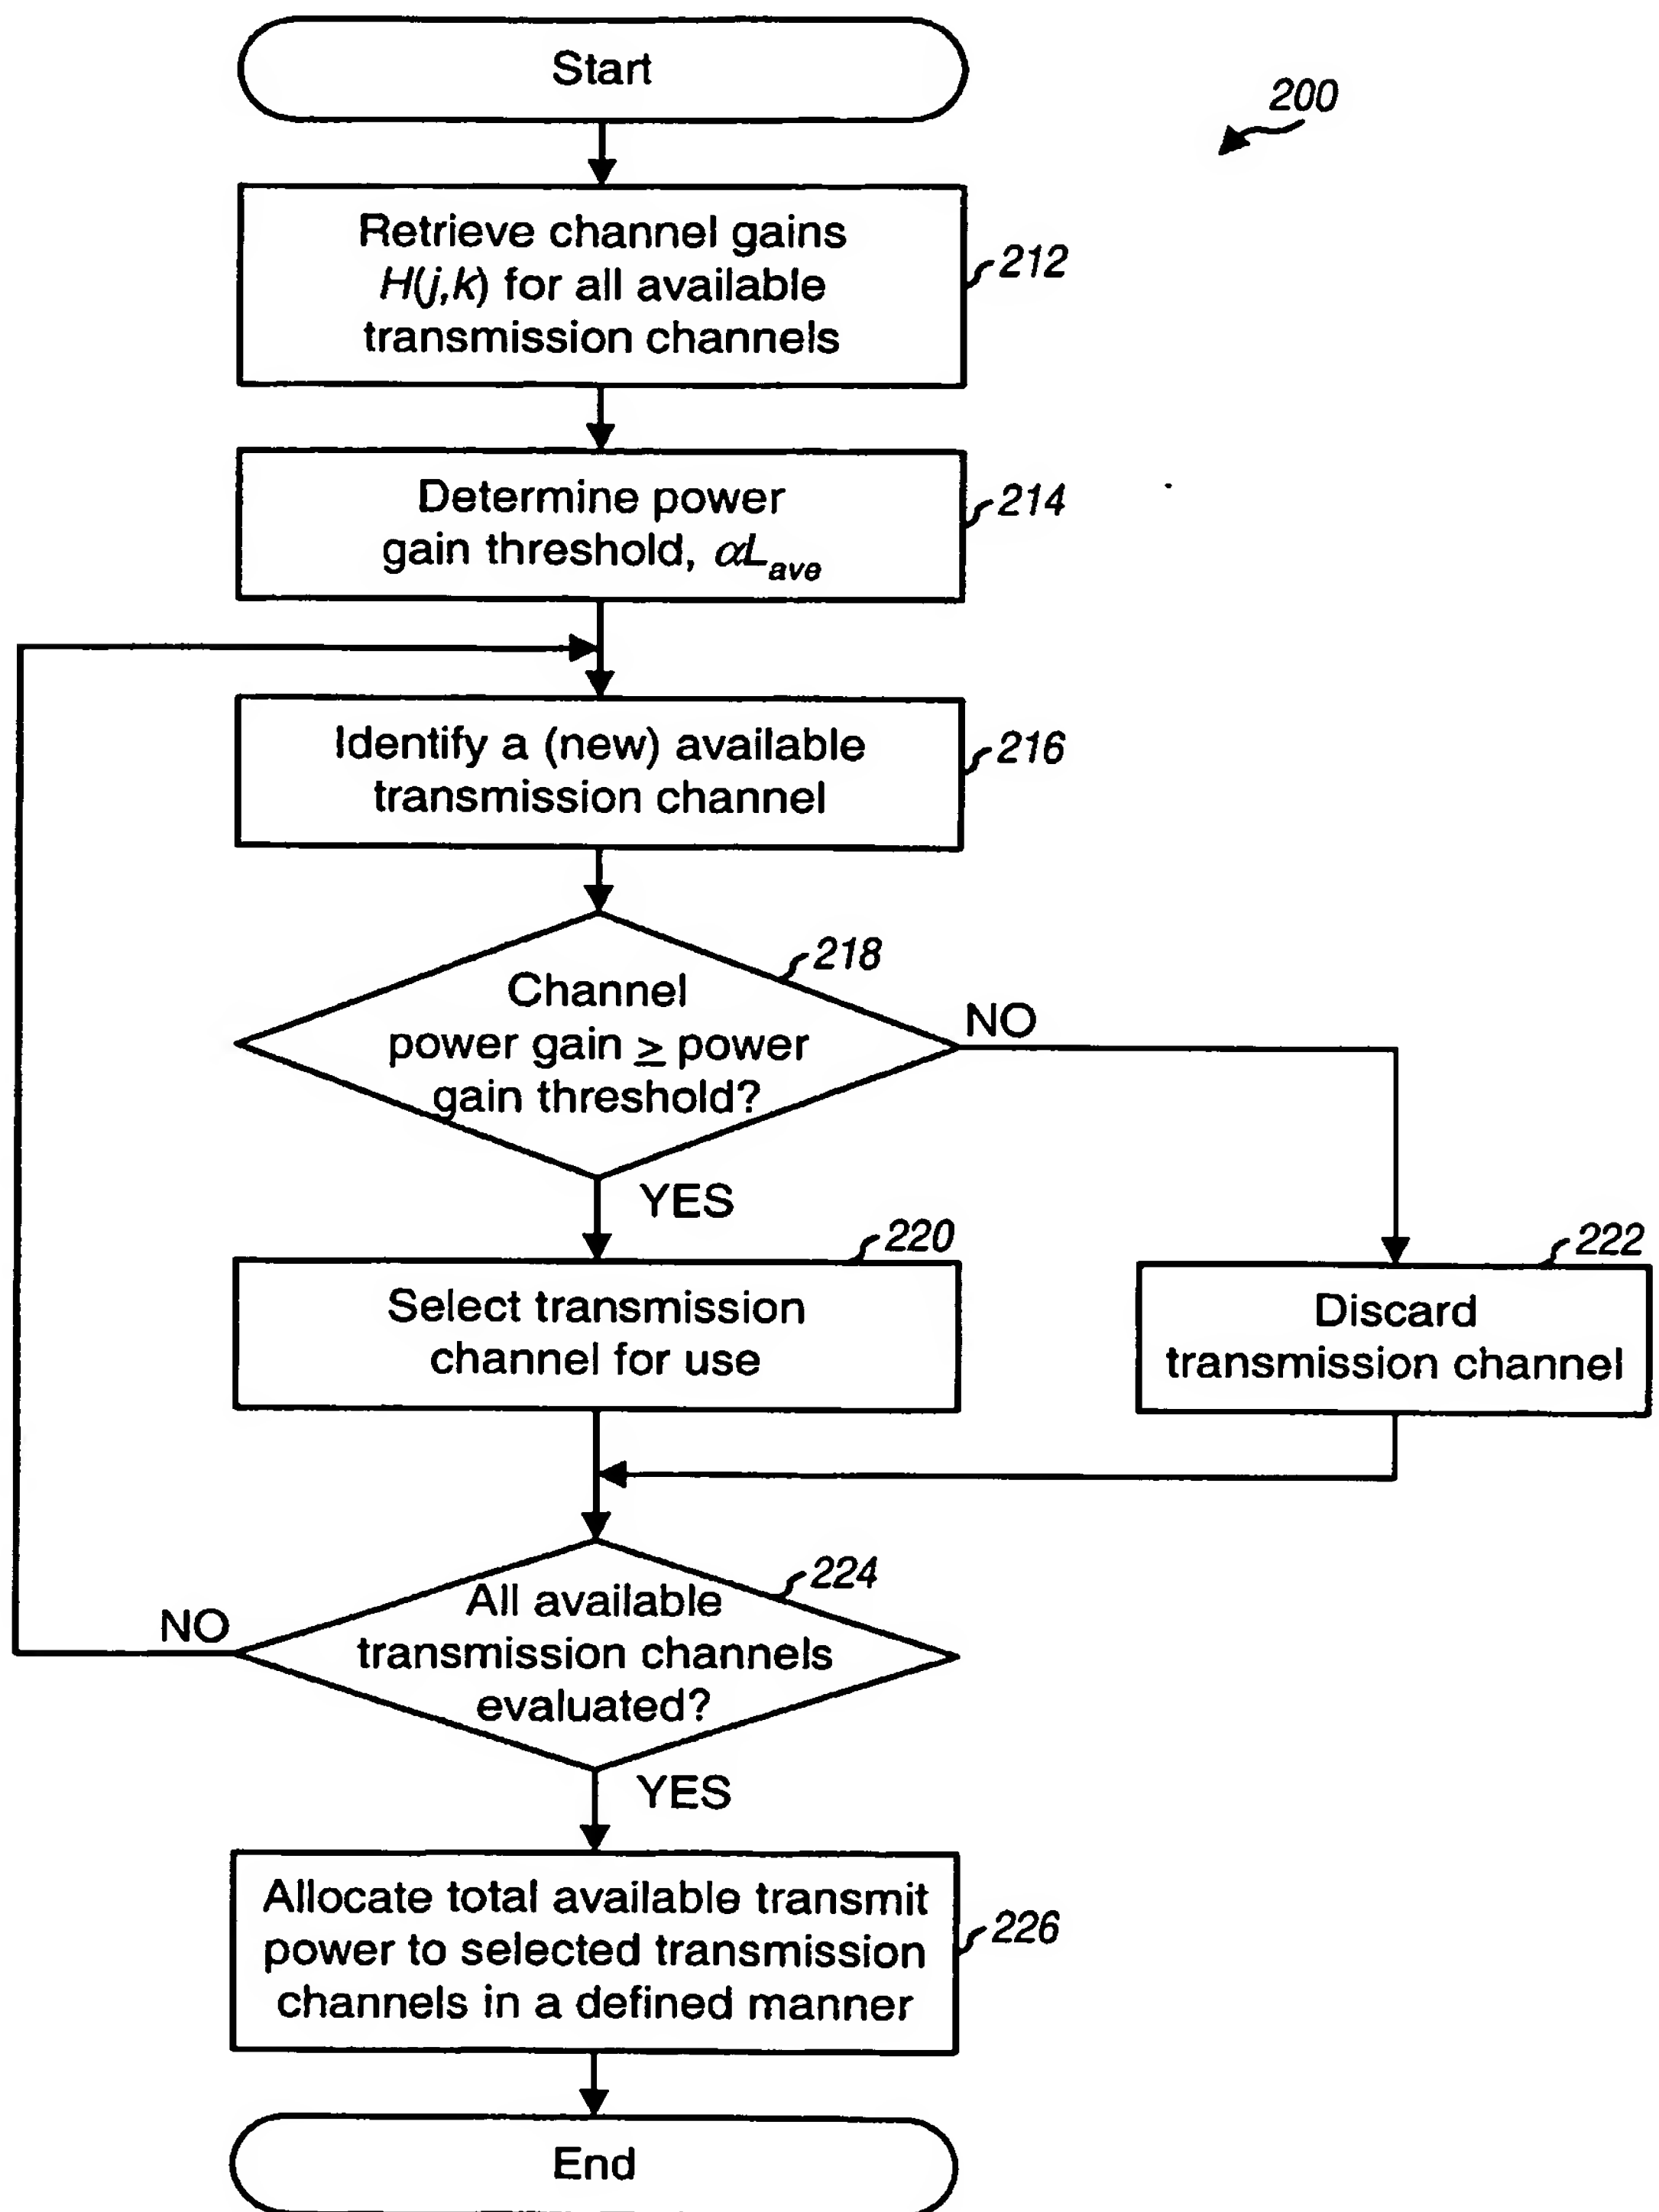 Start
200
Retrieve channel gains
H(j,k) for all available
transmission channels
212
Determine power
gain threshold, αL_ave
214
Identify a (new) available
transmission channel
216
218
Channel
power gain ≥ power
gain threshold?
NO
YES
220
Select transmission
channel for use
222
Discard
transmission channel
224
All available
transmission channels
evaluated?
NO
YES
Allocate total available transmit
power to selected transmission
channels in a defined manner
226
End